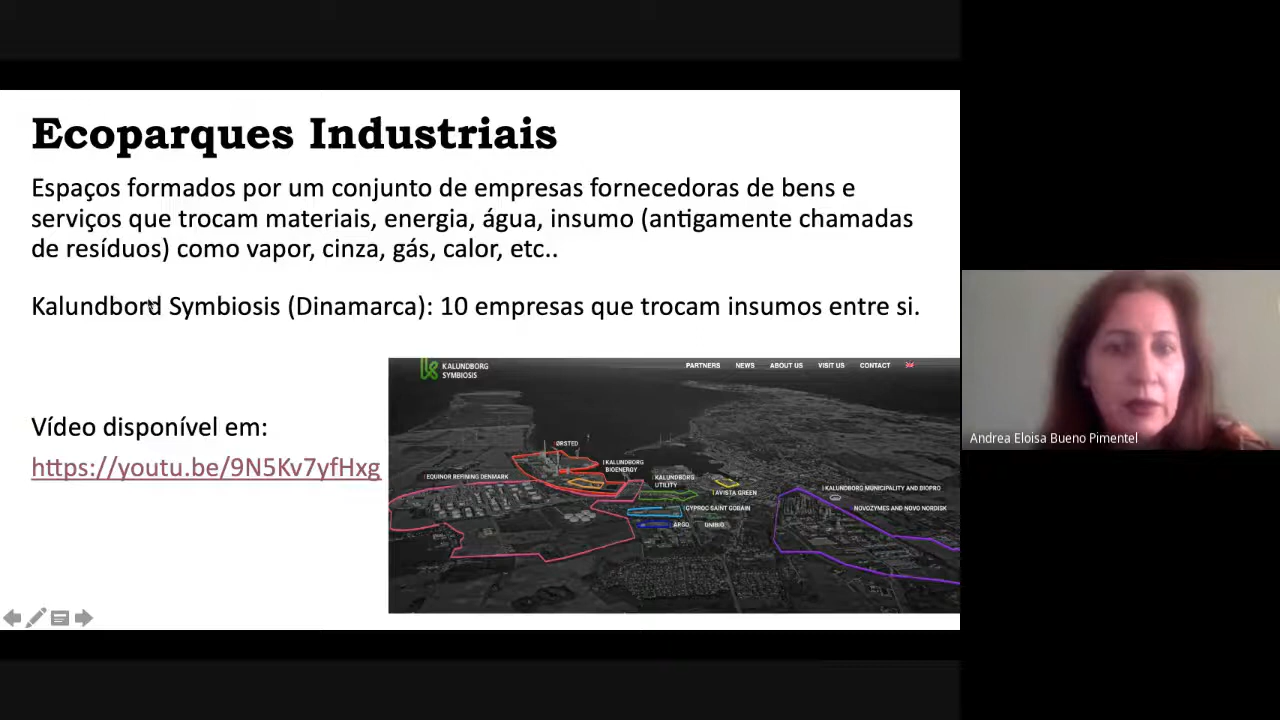 Ecoparques Industriais
Espaços formados por um conjunto de empresas fornecedoras de bens e
serviços que trocam materiais, energia, água, insumo (antigamente chamadas
de resíduos) como vapor, cinza, gás, calor, etc..
Kalundbord Symbiosis (Dinamarca): 10 empresas que trocam insumos entre si.
Vídeo disponível em:
https://youtu.be/9N5Kv7yfHxg
KALUNDBORG
SYMBIOSIS
PARTNERS NEWS ABOUT US VISIT US CONTACT
ØRSTED
KALUNDBORG
BIOENERGY
EQUINOR REFINING DENMARK
KALUNDBORG
UTILITY
AVISTA GREEN
KALUNDBORG MUNICIPALITY AND BIOPRO
GYPROC SAINT GOBAIN
NOVOZYMES AND NOVO NORDISK
ARGO
UNIBIO
Andrea Eloisa Bueno Pimentel